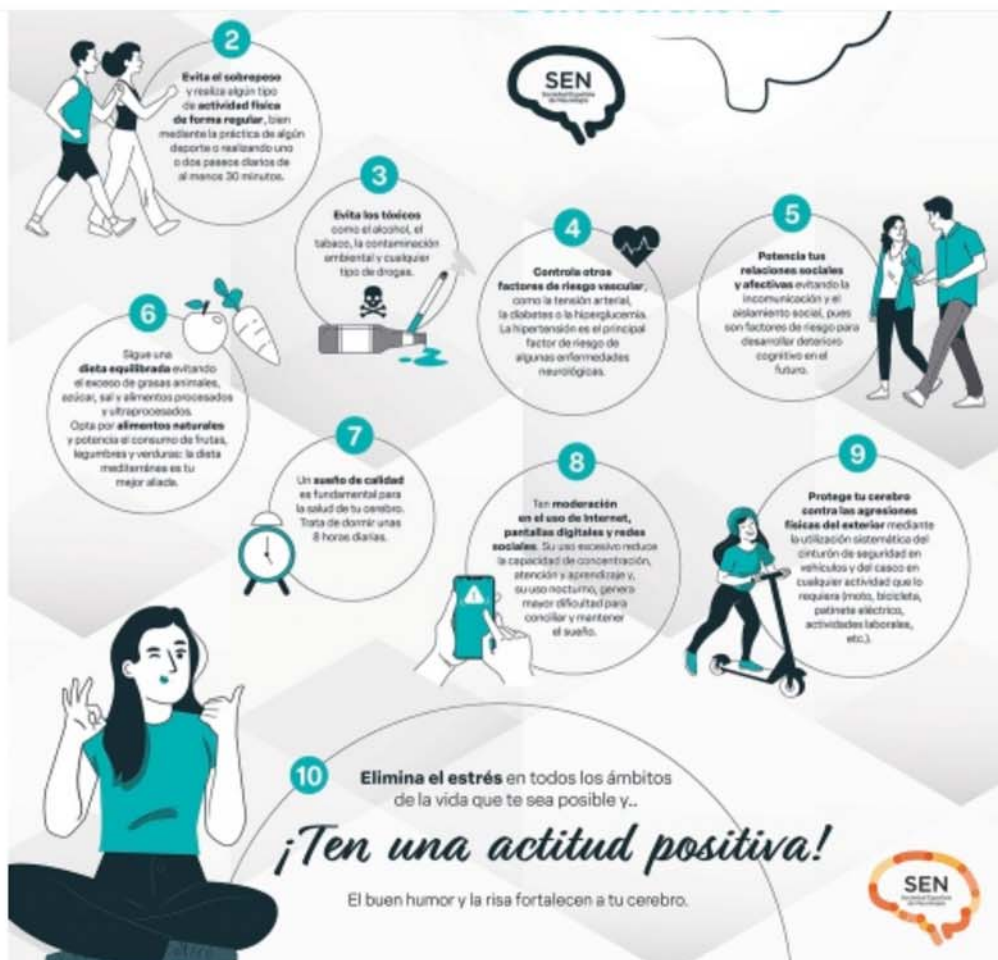 2
Evita el sobrepeso
y realiza algún tipo
de actividad física
de forma regular, bien
mediante la práctica de algún
deporte o realizando uno
o dos paseos diarios de
al menos 30 minutos.
SEN
Sociedad Española
de Neurología
3
Evita los tóxicos
como el alcohol, el
tabaco, la contaminación
ambiental y cualquier
tipo de drogas.
4
Controla otros
factores de riesgo vascular,
como la tensión arterial,
la diabetes o la hiperglucemia.
La hipertensión es el principal
factor de riesgo de
algunas enfermedades
neurológicas.
5
Potencia tus
relaciones sociales
y afectivas evitando la
incomunicación y el
aislamiento social, pues
son factores de riesgo para
desarrollar deterioro
cognitivo en el
futuro.
6
Sigue una
dieta equilibrada evitando
el exceso de grasas animales,
azúcar, sal y alimentos procesados
y ultraprocesados.
Opta por alimentos naturales
y potencia el consumo de frutas,
legumbres y verduras: la dieta
mediterránea es tu
mejor aliada.
7
Un sueño de calidad
es fundamental para
la salud de tu cerebro.
Trata de dormir unas
8 horas diarias.
8
Ten moderación
en el uso de Internet,
pantallas digitales y redes
sociales. Su uso excesivo reduce
la capacidad de concentración,
atención y aprendizaje y,
su uso nocturno, genera
mayor dificultad para
conciliar y mantener
el sueño.
9
Protege tu cerebro
contra las agresiones
físicas del exterior mediante
la utilización sistemática del
cinturón de seguridad en
vehículos y del casco en
cualquier actividad que lo
requiera (moto, bicicleta,
patinete eléctrico,
actividades laborales,
etc.).
10
Elimina el estrés en todos los ámbitos
de la vida que te sea posible y..
¡Ten una actitud positiva!
El buen humor y la risa fortalecen a tu cerebro.
SEN
Sociedad Española
de Neurología